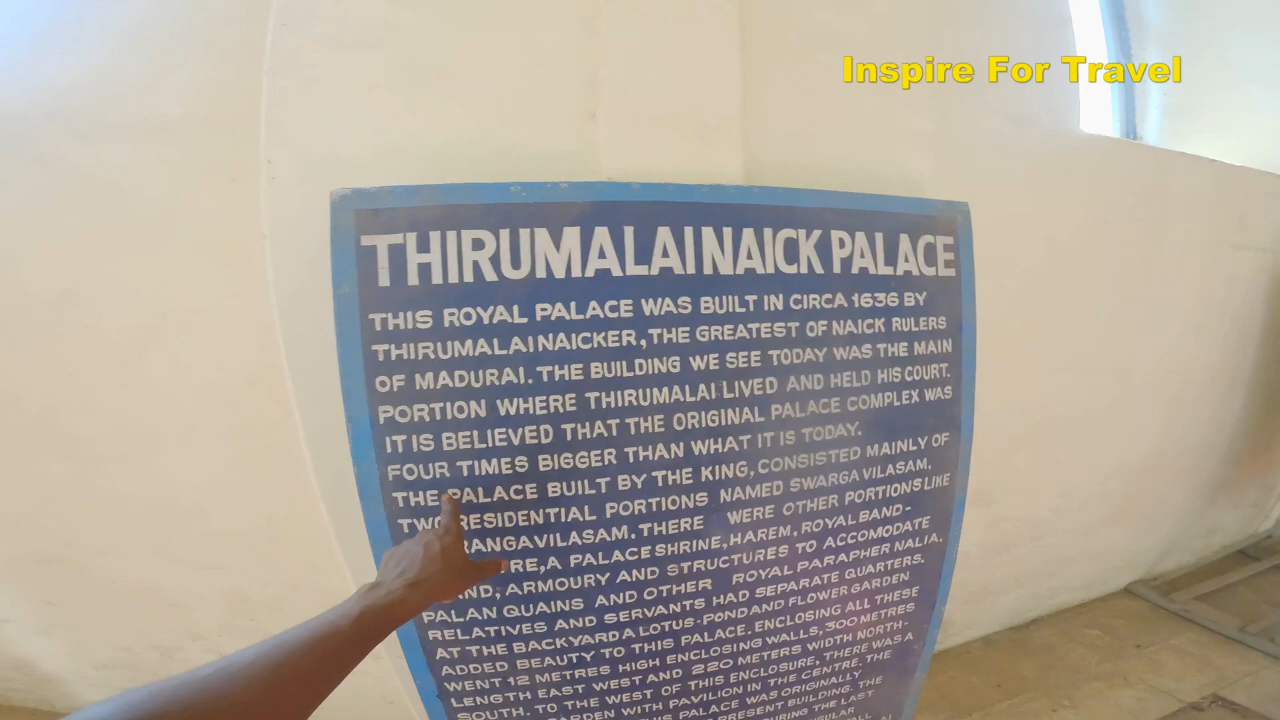 Inspire For Travel
THIRUMALAI NAICK PALACE
THIS ROYAL PALACE WAS BUILT IN CIRCA 1636 BY
THIRUMALAI NAICKER, THE GREATEST OF NAICK RULERS
OF MADURAI. THE BUILDING WE SEE TODAY WAS THE MAIN
PORTION WHERE THIRUMALAI LIVED AND HELD HIS COURT.
IT IS BELIEVED THAT THE ORIGINAL PALACE COMPLEX WAS
FOUR TIMES BIGGER THAN WHAT IT IS TODAY.
THE PALACE BUILT BY THE KING, CONSISTED MAINLY OF
TWO RESIDENTIAL PORTIONS NAMED SWARGA VILASAM,
RANGAVILASAM. THERE WERE OTHER PORTIONS LIKE
A PALACE SHRINE, HAREM, ROYAL BAND-
ARMOURY AND STRUCTURES TO ACCOMODATE
PALAN QUAINS AND OTHER ROYAL PARAPHER NALIA.
RELATIVES AND SERVANTS HAD SEPARATE QUARTERS.
AT THE BACKYARD A LOTUS-POND AND FLOWER GARDEN
ADDED BEAUTY TO THIS PALACE. ENCLOSING ALL THESE
WENT 12 METRES HIGH ENCLOSING WALLS, 300 METRES
LENGTH EAST WEST AND 220 METERS WIDTH NORTH-
SOUTH. TO THE WEST OF THIS ENCLOSURE, THERE WAS A
GARDEN WITH PAVILION IN THE CENTRE. THE
THIS PALACE WAS ORIGINALLY
PRESENT BUILDING. THE
DURING THE LAST